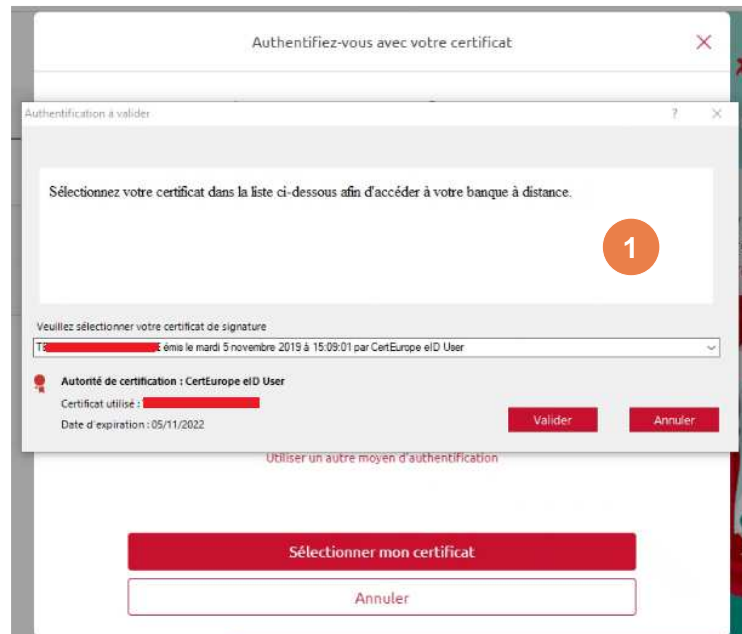 Authentifiez-vous avec votre certificat
Authentification à valider
Sélectionnez votre certificat dans la liste ci-dessous afin d'accéder à votre banque à distance.
1
Veuillez sélectionner votre certificat de signature
émis le mardi 5 novembre 2019 à 15:09:01 par CertEurope eID User
Autorité de certification : CertEurope eID User
Certificat utilisé :
Date d'expiration : 05/11/2022
Valider
Annuler
Utiliser un autre moyen d'authentification
Sélectionner mon certificat
Annuler